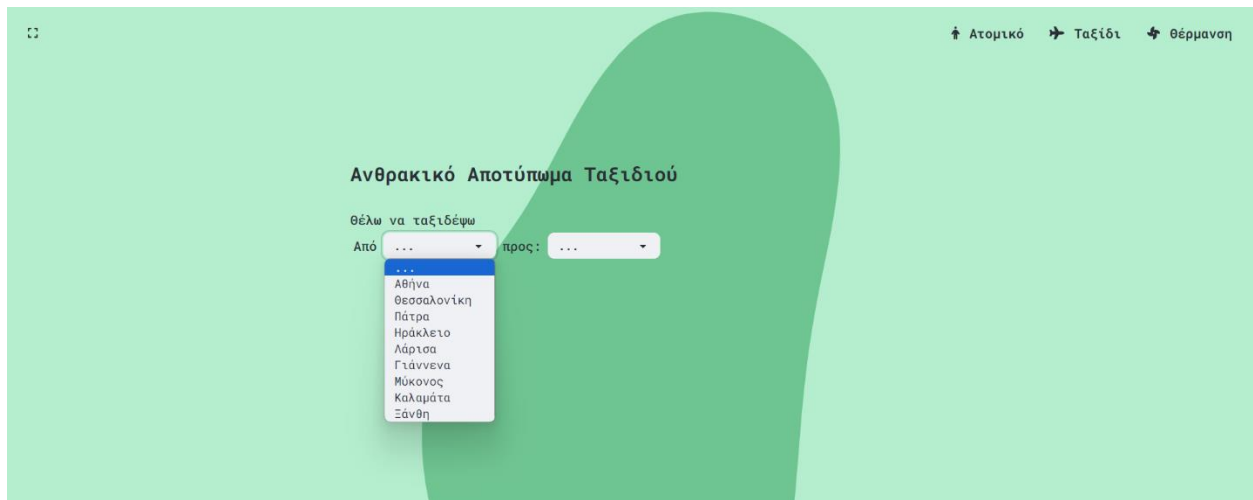 Ατομικό Ταξίδι Θέρμανση
Ανθρακικό Αποτύπωμα Ταξιδιού
Θέλω να ταξιδέψω
Από ... προς: ...
...
Αθήνα
Θεσσαλονίκη
Πάτρα
Ηράκλειο
Λάρισα
Γιάννενα
Μύκονος
Καλαμάτα
Ξάνθη